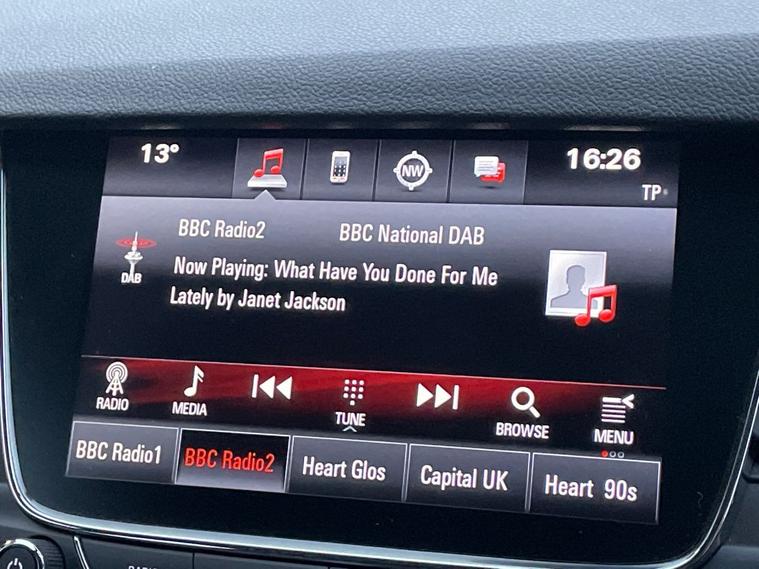 13°
NW
16:26
TP
BBC Radio2
BBC National DAB
DAB
Now Playing: What Have You Done For Me
Lately by Janet Jackson
RADIO
MEDIA
TUNE
BROWSE
MENU
BBC Radio1
BBC Radio2
Heart Glos
Capital UK
Heart 90s